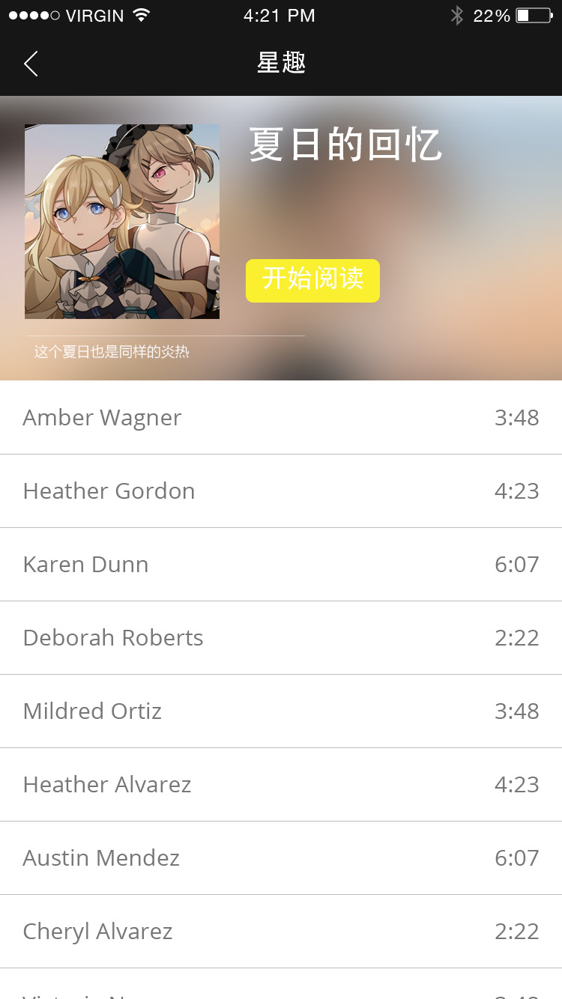 VIRGIN 4:21 PM 22%
星趣
夏日的回忆
开始阅读
这个夏日也是同样的炎热
Amber Wagner 3:48
Heather Gordon 4:23
Karen Dunn 6:07
Deborah Roberts 2:22
Mildred Ortiz 3:48
Heather Alvarez 4:23
Austin Mendez 6:07
Cheryl Alvarez 2:22